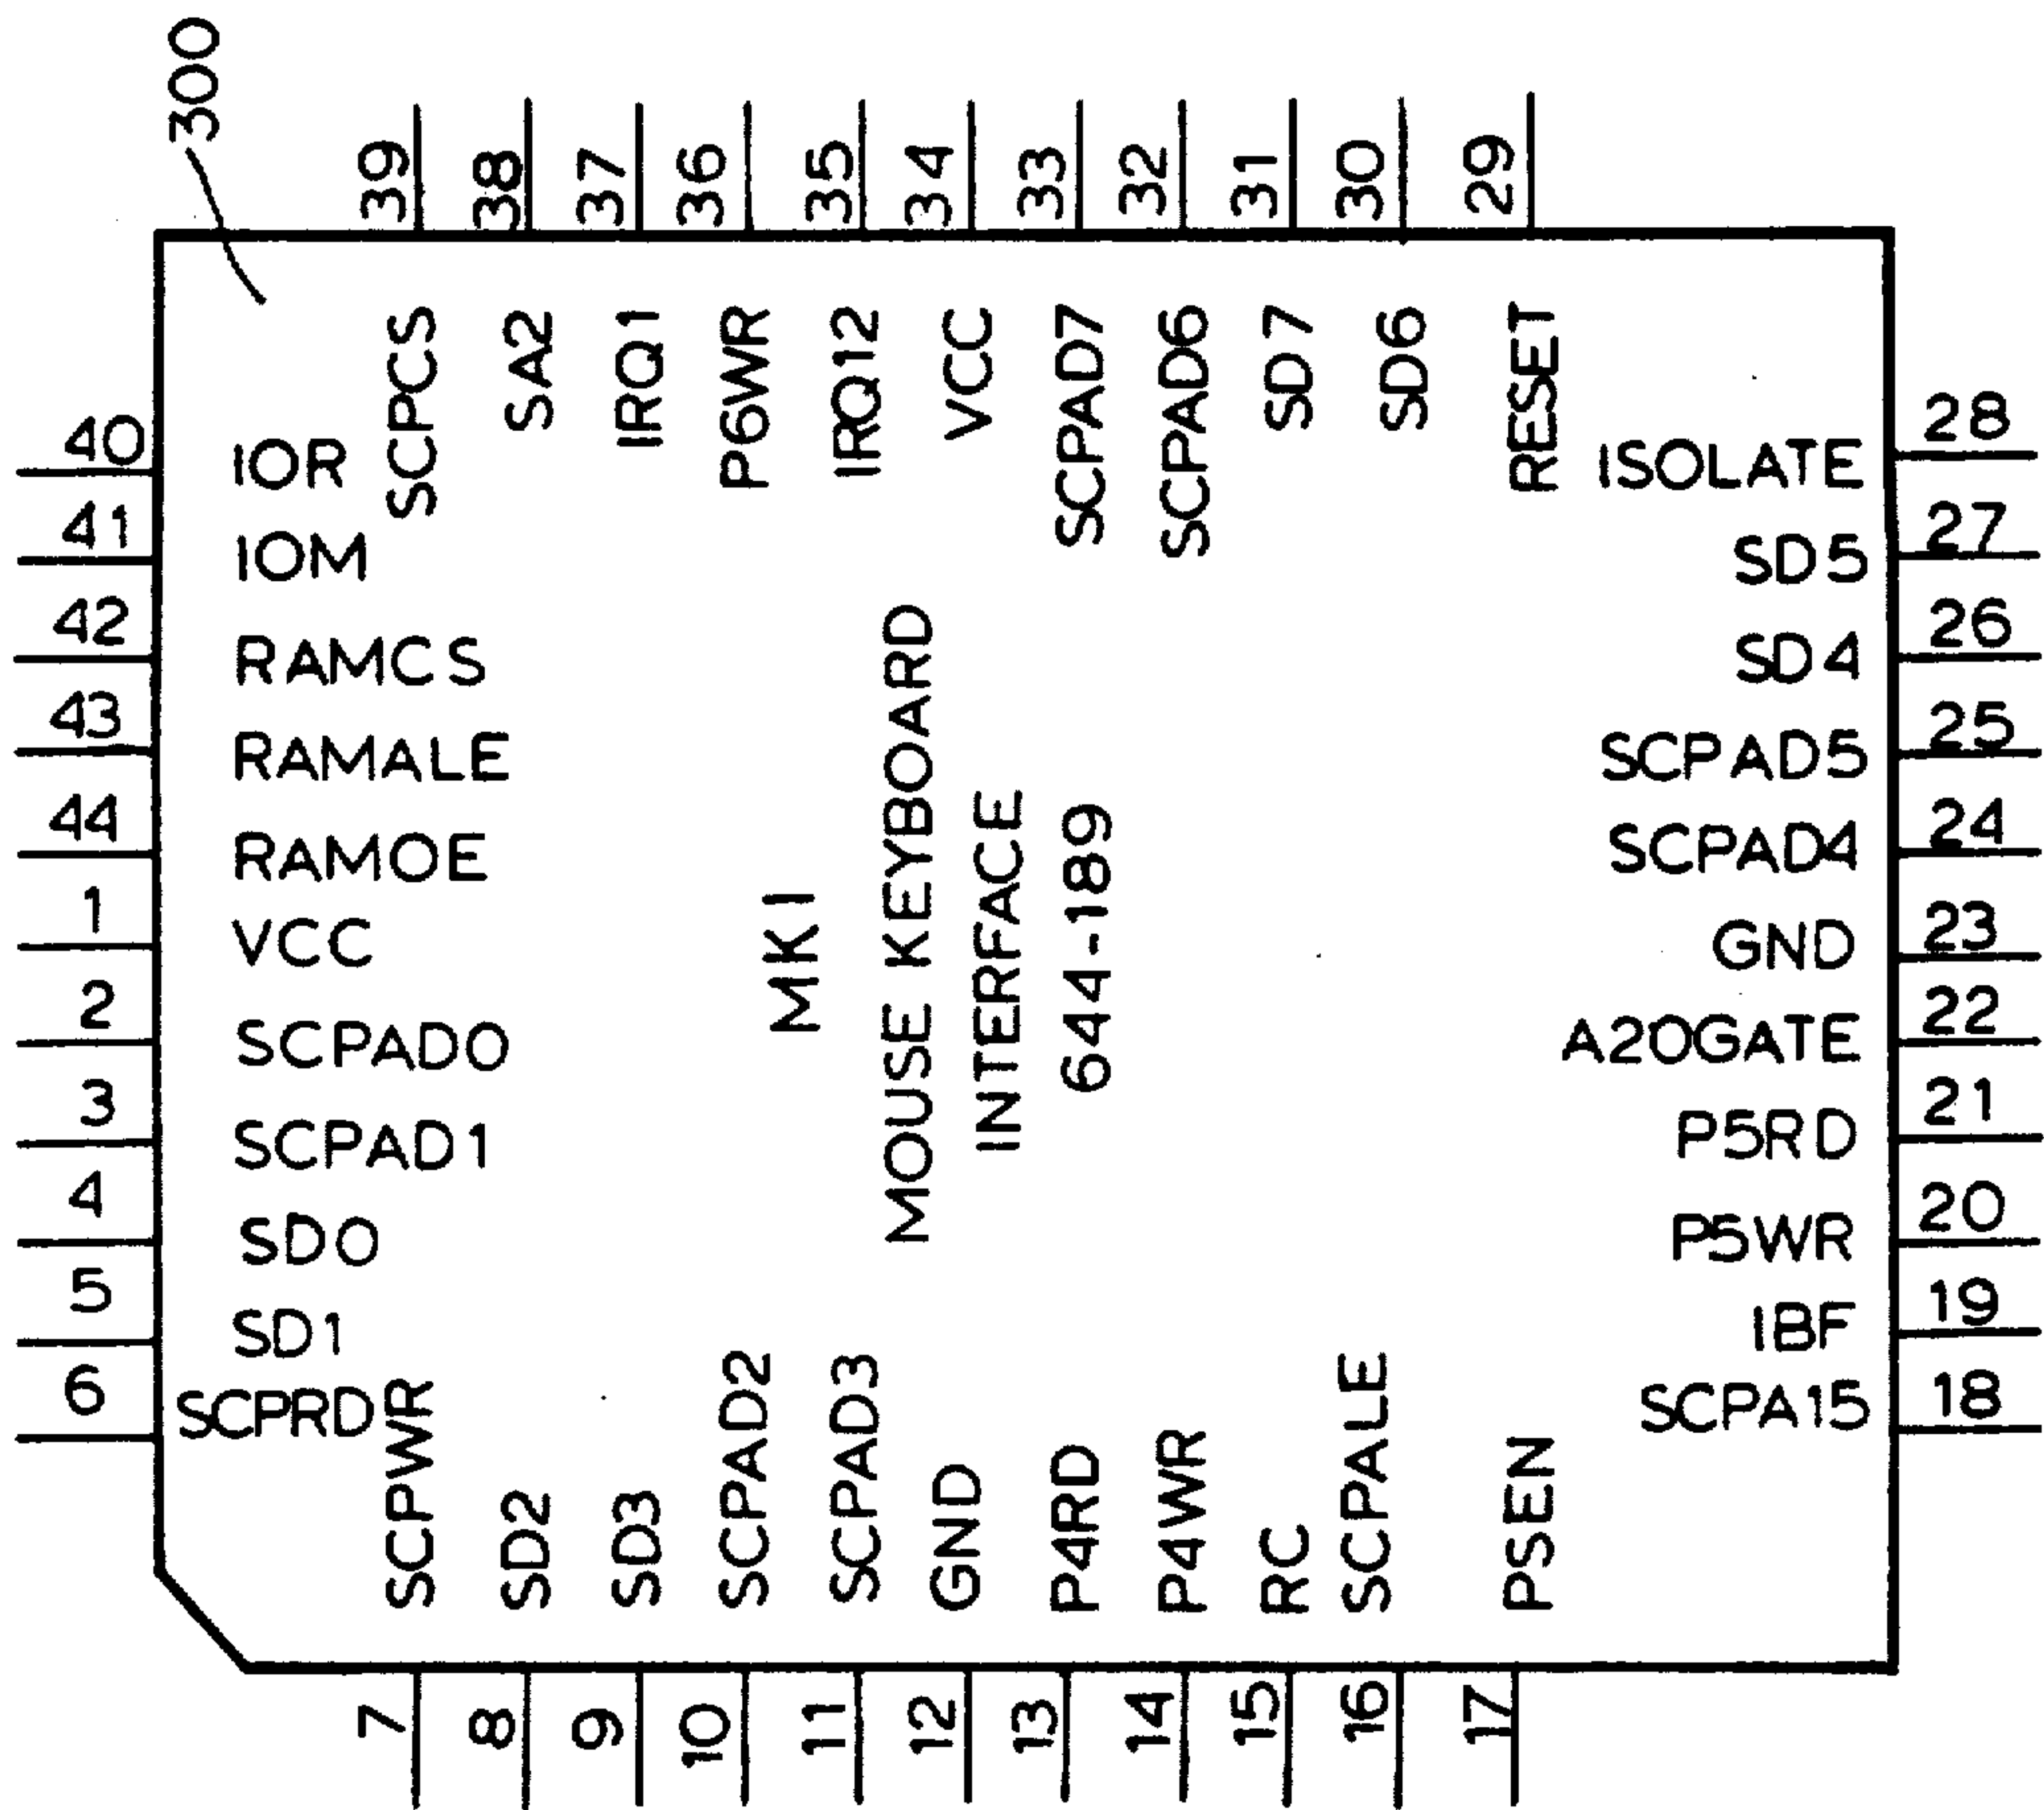 300
39 SCPCS
38 SA2
37 IRQ1
36 P6WR
35 IRQ12
34 VCC
33 SCPAD7
32 SCPAD6
31 SD7
30 SD6
29 RESET
40 IOR
41 IOM
42 RAMCS
43 RAMALE
44 RAMOE
1 VCC
2 SCPAD0
3 SCPAD1
4 SD0
5 SD1
6 SCPRD
MKI
MOUSE KEYBOARD
INTERFACE
644-189
ISOLATE 28
SD5 27
SD4 26
SCPAD5 25
SCPAD4 24
GND 23
A20GATE 22
P5RD 21
P5WR 20
IBF 19
SCPA15 18
7 SCPWR
8 SD2
9 SD3
10 SCPAD2
11 SCPAD3
12 GND
13 P4RD
14 P4WR
15 RC
16 SCPALE
17 PSEN